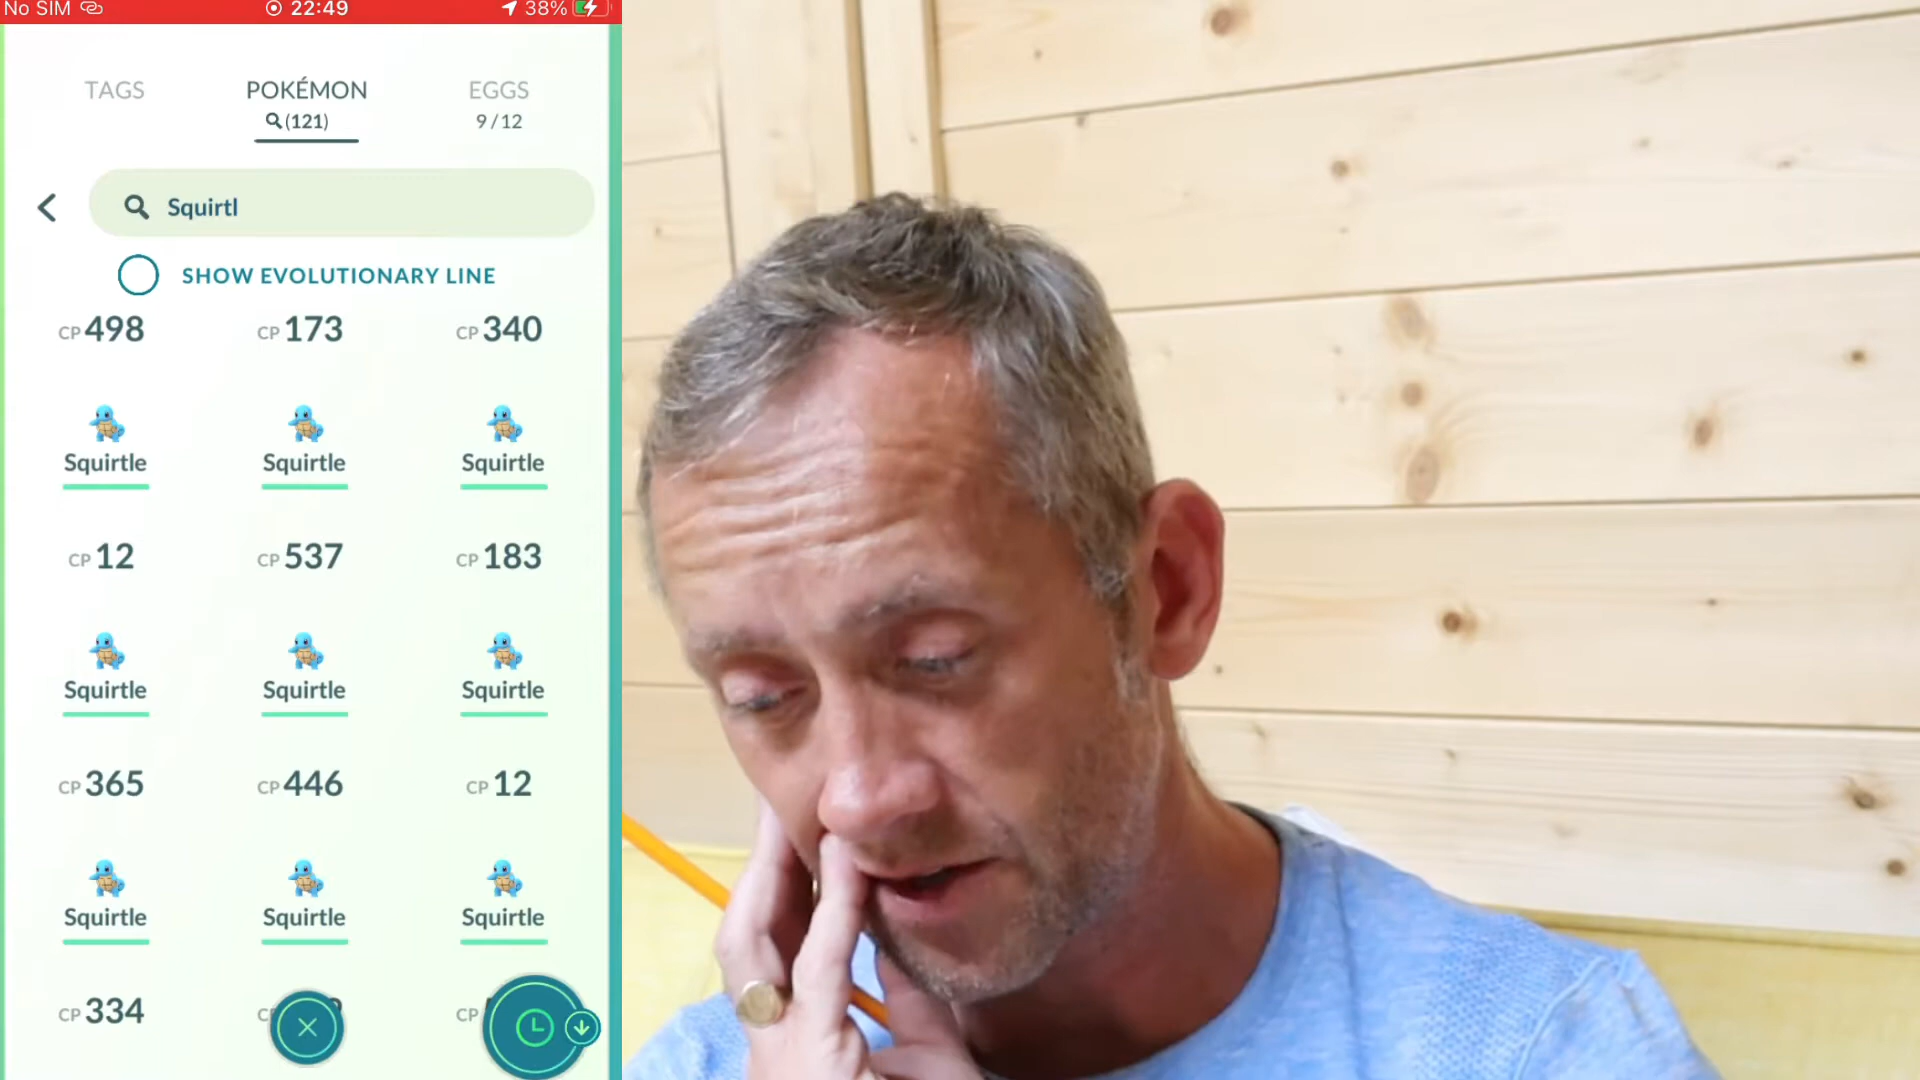 No SIM 22:49 38%
TAGS POKÉMON EGGS
(121) 9/12
Squirtl
SHOW EVOLUTIONARY LINE
CP 498 CP 173 CP 340
Squirtle Squirtle Squirtle
CP 12 CP 537 CP 183
Squirtle Squirtle Squirtle
CP 365 CP 446 CP 12
Squirtle Squirtle Squirtle
CP 334 CP